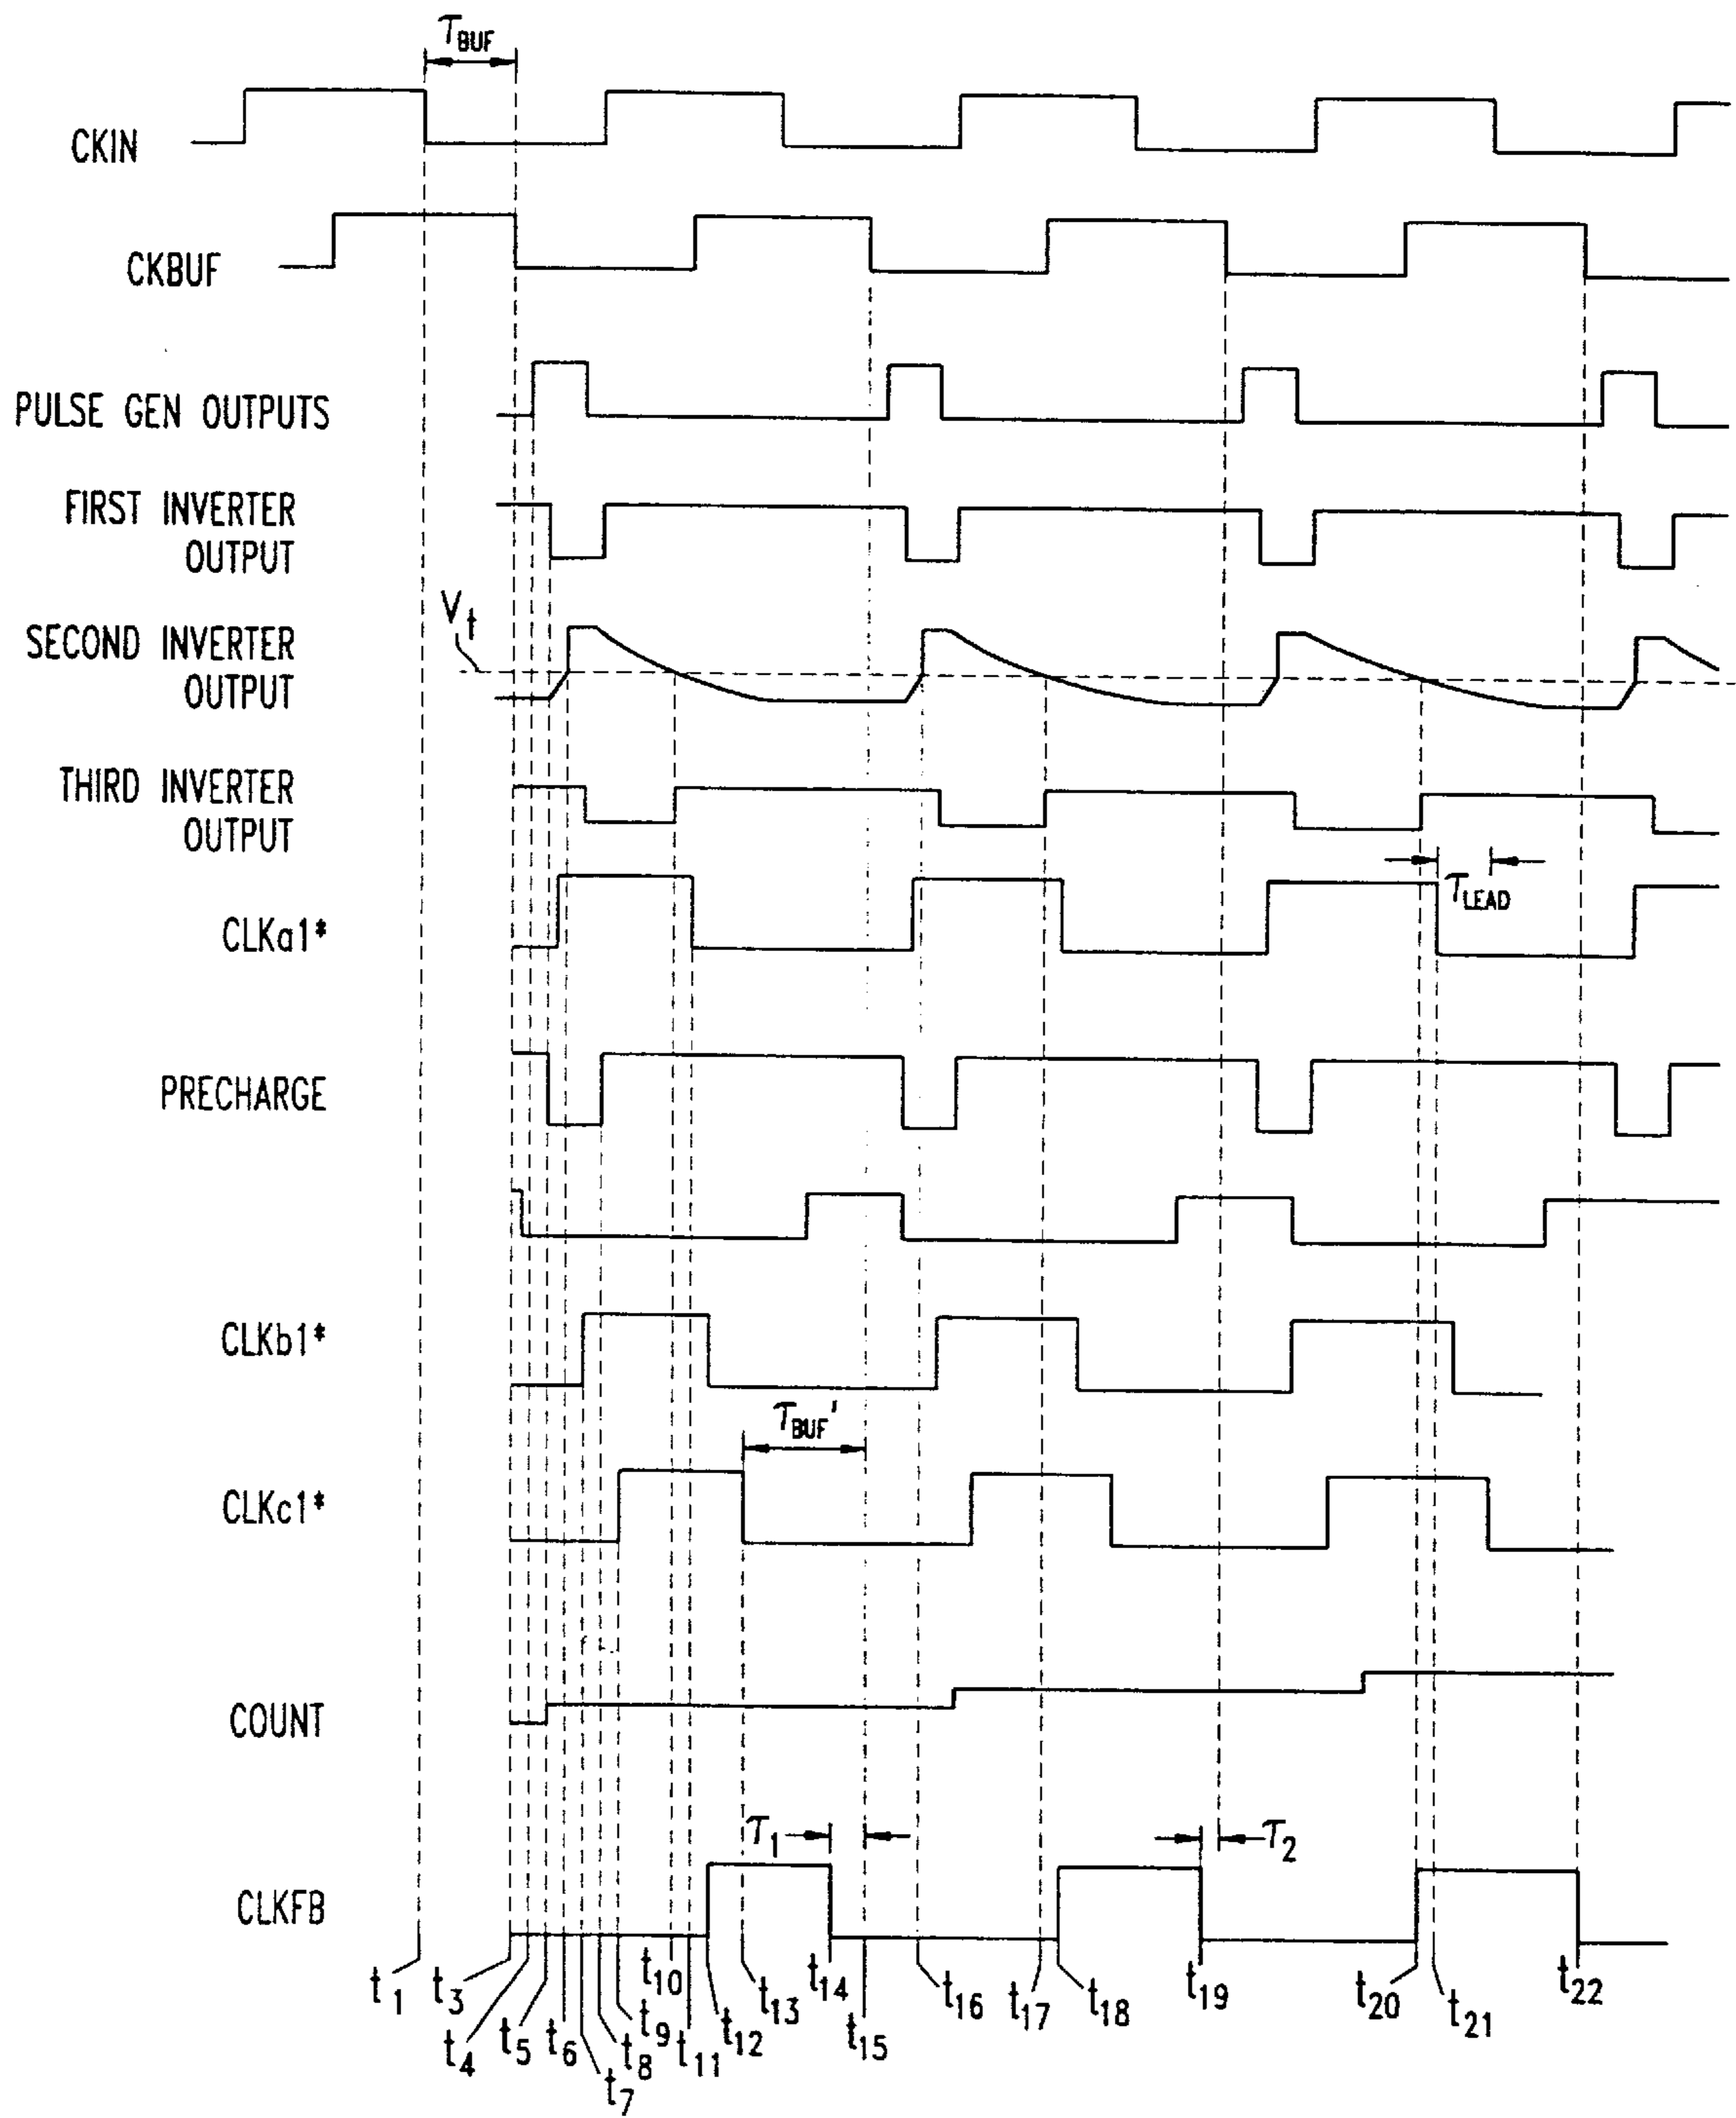 τBUF
CKIN
CKBUF
PULSE GEN OUTPUTS
FIRST INVERTER
OUTPUT
Vt
SECOND INVERTER
OUTPUT
THIRD INVERTER
OUTPUT
τLEAD
CLKa1*
PRECHARGE
CLKb1*
τBUF'
CLKc1*
COUNT
τ1
τ2
CLKFB
t1
t3
t4
t5
t6
t7
t8
t9
t10
t11
t12
t13
t14
t15
t16
t17
t18
t19
t20
t21
t22